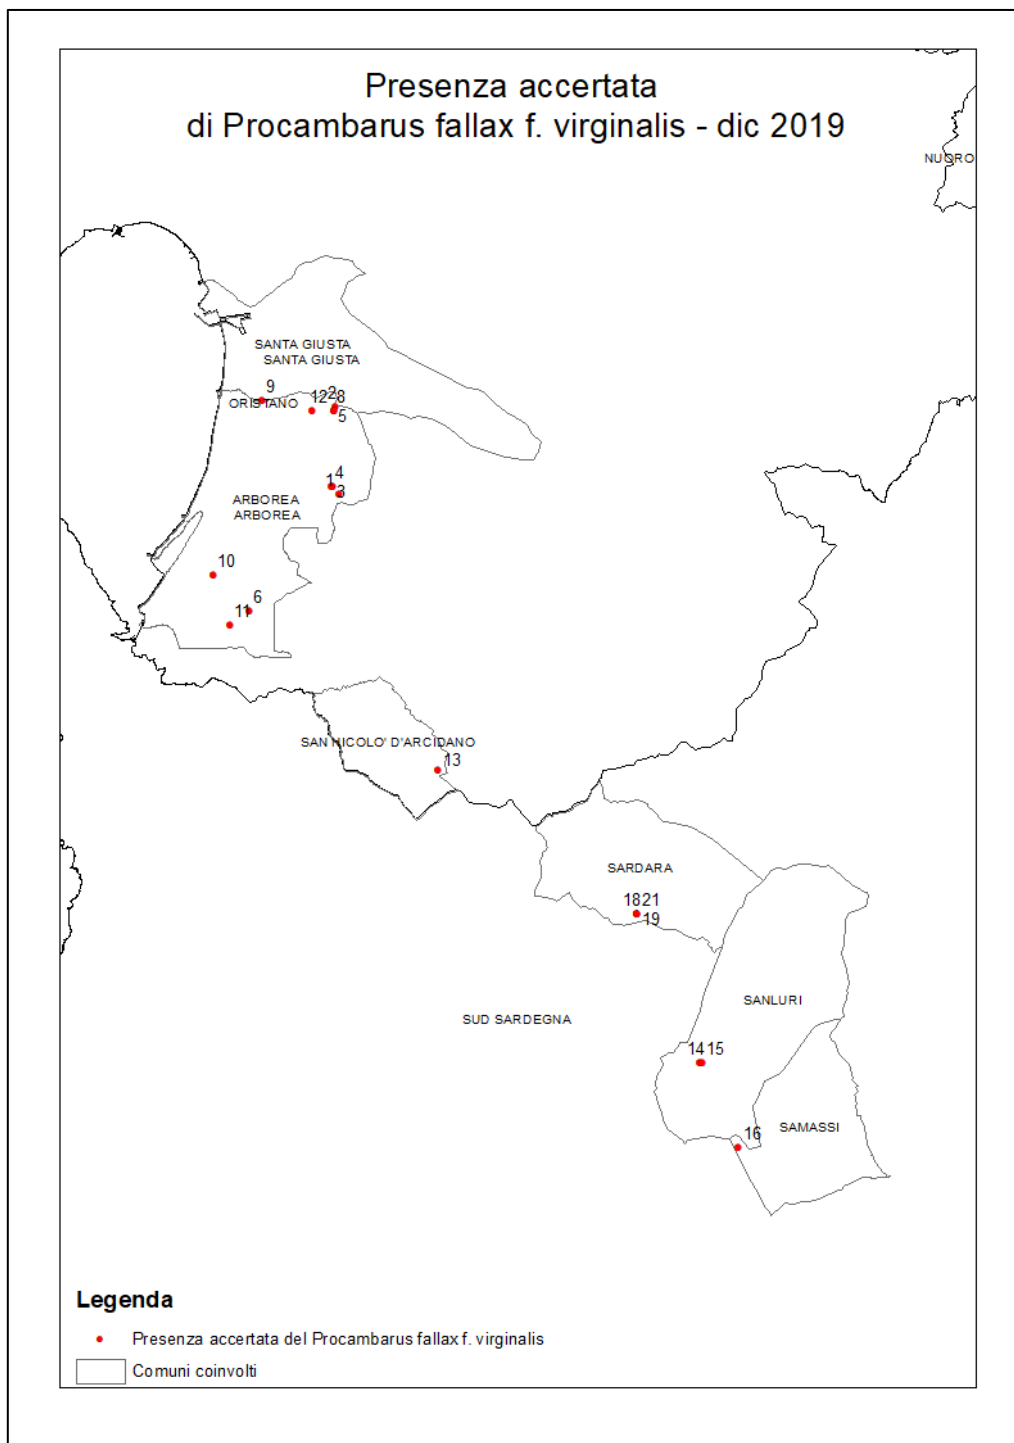 Presenza accertata
di Procambarus fallax f. virginalis - dic 2019
NUORO
SANTA GIUSTA
SANTA GIUSTA
9
ORISTANO
12
2
8
5
4
1
3
ARBOREA
ARBOREA
10
6
11
SAN NICOLO' D'ARCIDANO
13
SARDARA
18
21
19
SANLURI
SUD SARDEGNA
14
15
16
SAMASSI
Legenda
Presenza accertata del Procambarus fallax f. virginalis
Comuni coinvolti